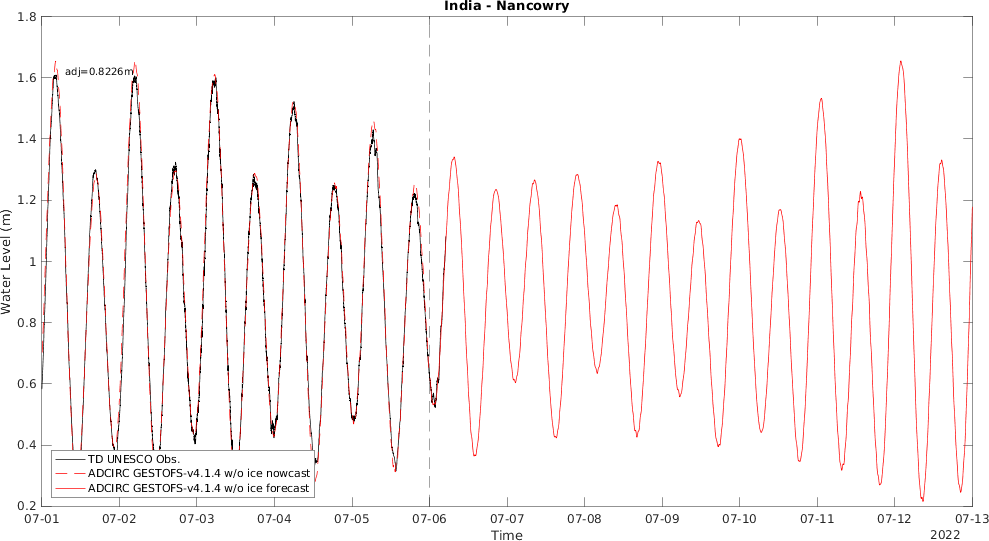 India - Nancowry
1.8
1.6
1.4
1.2
1
0.8
0.6
0.4
0.2
Water Level (m)
adj=0.8226m
TD UNESCO Obs.
ADCIRC GESTOFS-v4.1.4 w/o ice nowcast
ADCIRC GESTOFS-v4.1.4 w/o ice forecast
07-01 07-02 07-03 07-04 07-05 07-06 07-07 07-08 07-09 07-10 07-11 07-12 07-13
Time
2022